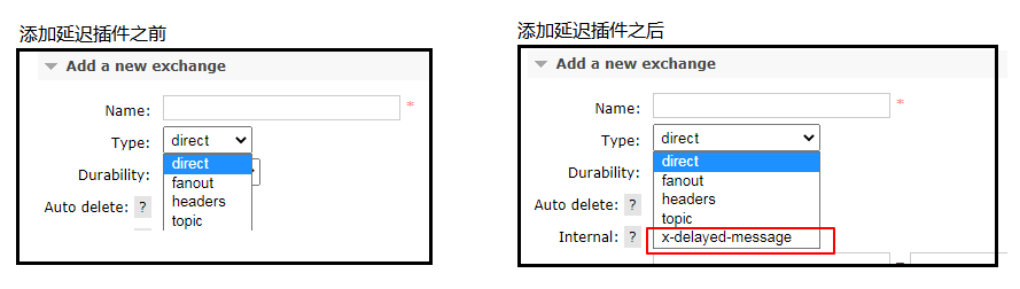 添加延迟插件之前
▼ Add a new exchange
Name: *
Type: direct
direct
Durability:
fanout
Auto delete: ? headers
topic
添加延迟插件之后
▼ Add a new exchange
Name: *
Type: direct
direct
Durability: fanout
Auto delete: ? headers
topic
Internal: ? x-delayed-message
=